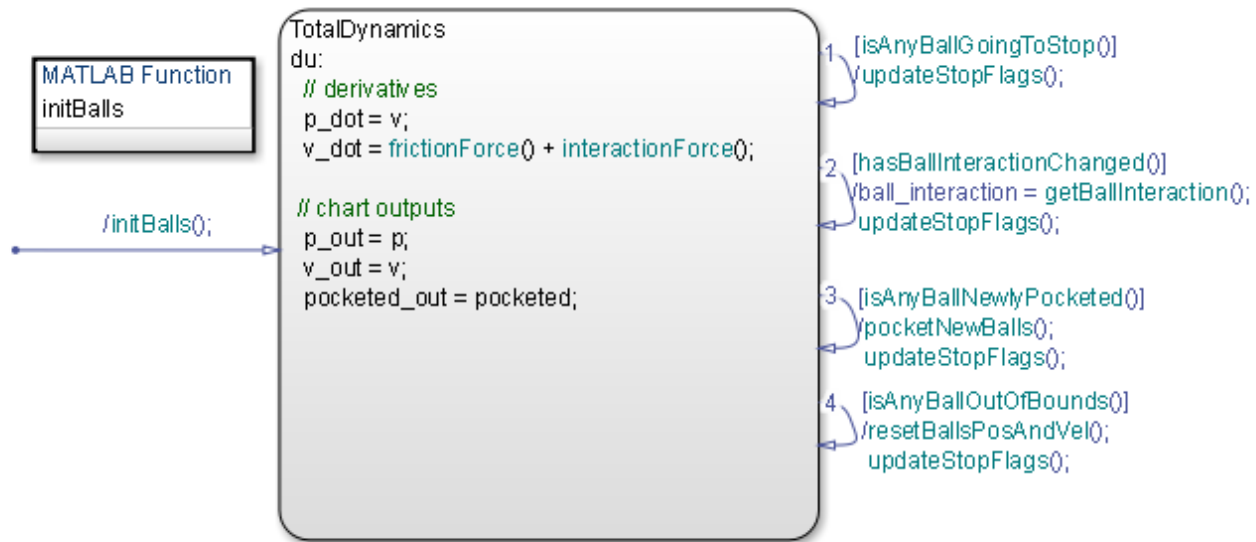 MATLAB Function
initBalls
/initBalls();
TotalDynamics
du:
// derivatives
p_dot = v;
v_dot = frictionForce() + interactionForce();
// chart outputs
p_out = p;
v_out = v;
pocketed_out = pocketed;
1
[isAnyBallGoingToStop()]
/updateStopFlags();
2
[hasBallInteractionChanged()]
/ball_interaction = getBallInteraction();
updateStopFlags();
3
[isAnyBallNewlyPocketed()]
/pocketNewBalls();
updateStopFlags();
4
[isAnyBallOutOfBounds()]
/resetBallsPosAndVel();
updateStopFlags();